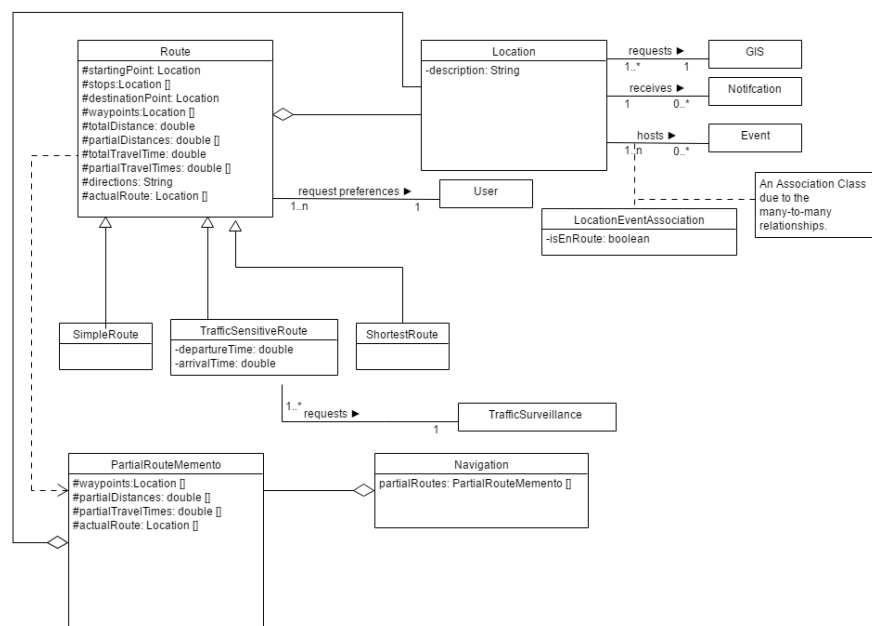 Route
#startingPoint: Location
#stops:Location []
#destinationPoint: Location
#waypoints:Location []
#totalDistance: double
#partialDistances: double []
#totalTravelTime: double
#partialTravelTimes: double []
#directions: String
#actualRoute: Location []
Location
-description: String
requests ►
1..* 1
GIS
receives ►
1 0..*
Notifcation
hosts ►
1..n 0..*
Event
request preferences ►
1..n 1
User
An Association Class
due to the
many-to-many
relationships.
LocationEventAssociation
-isEnRoute: boolean
SimpleRoute
TrafficSensitiveRoute
-departureTime: double
-arrivalTime: double
ShortestRoute
1..*
requests ►
1
TrafficSurveillance
PartialRouteMemento
#waypoints:Location []
#partialDistances: double []
#partialTravelTimes: double []
#actualRoute: Location []
Navigation
partialRoutes: PartialRouteMemento []